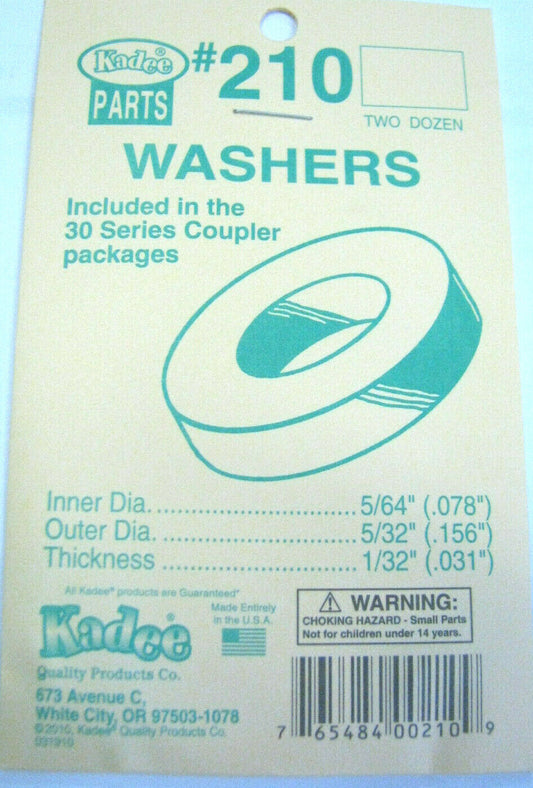 Kadee®
PARTS
#210
TWO DOZEN
WASHERS
Included in the
30 Series Coupler
packages
Inner Dia. .............................. 5/64" (.078")
Outer Dia. .............................. 5/32" (.156")
Thickness .............................. 1/32" (.031")
All Kadee® products are Guaranteed*
Made Entirely
in the U.S.A.
Kadee®
Quality Products Co.
673 Avenue C,
White City, OR 97503-1078
©2010, Kadee® Quality Products Co.
031910
WARNING:
CHOKING HAZARD - Small Parts
Not for children under 14 years.
7 65484 00210 9